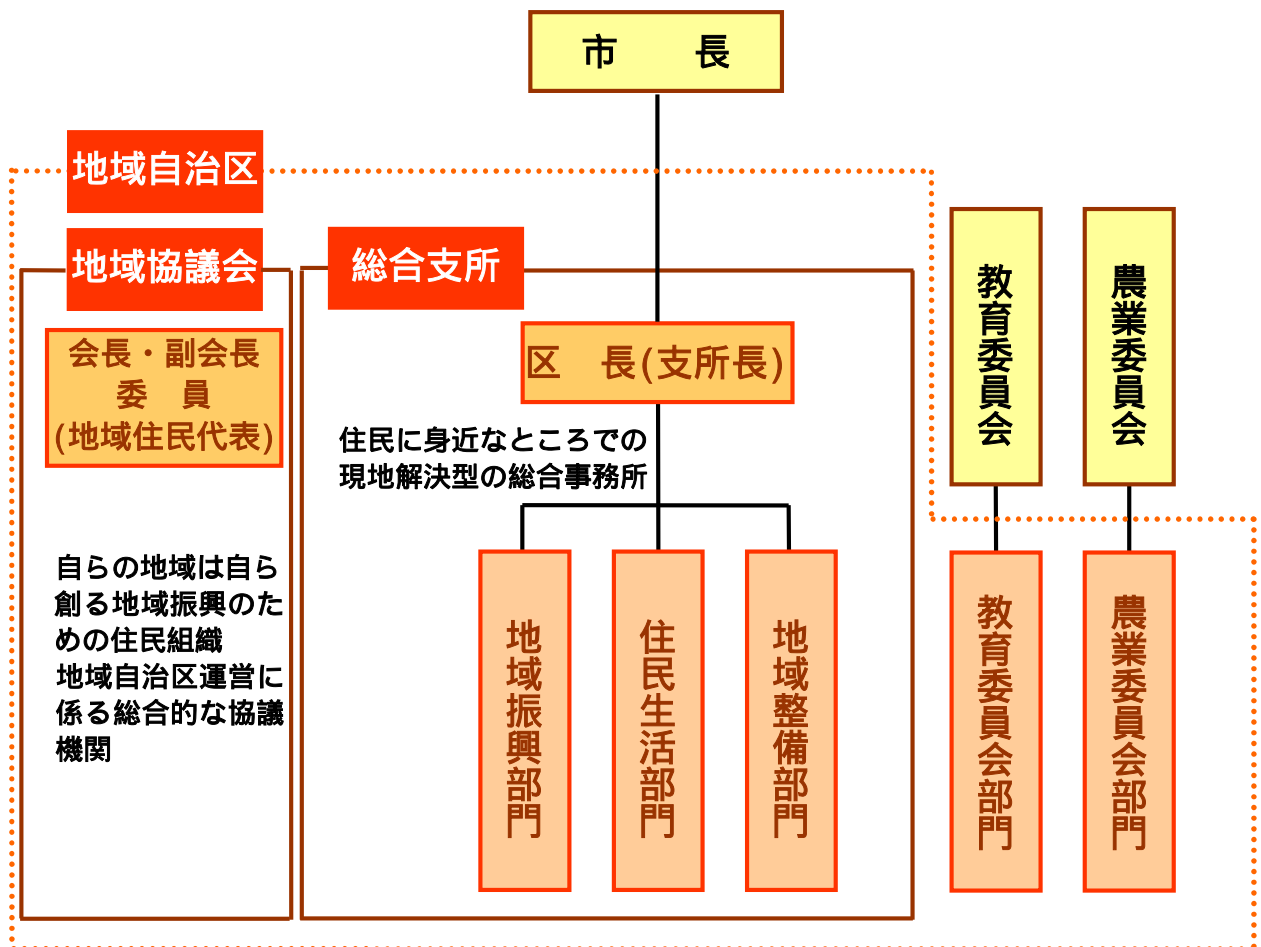 市　長
地域自治区
地域協議会
総合支所
会長・副会長
委　員
(地域住民代表)
区　長(支所長)
住民に身近なところでの
現地解決型の総合事務所
自らの地域は自ら
創る地域振興のた
めの住民組織
地域自治区運営に
係る総合的な協議
機関
地域振興部門
住民生活部門
地域整備部門
教育委員会
農業委員会
教育委員会部門
農業委員会部門